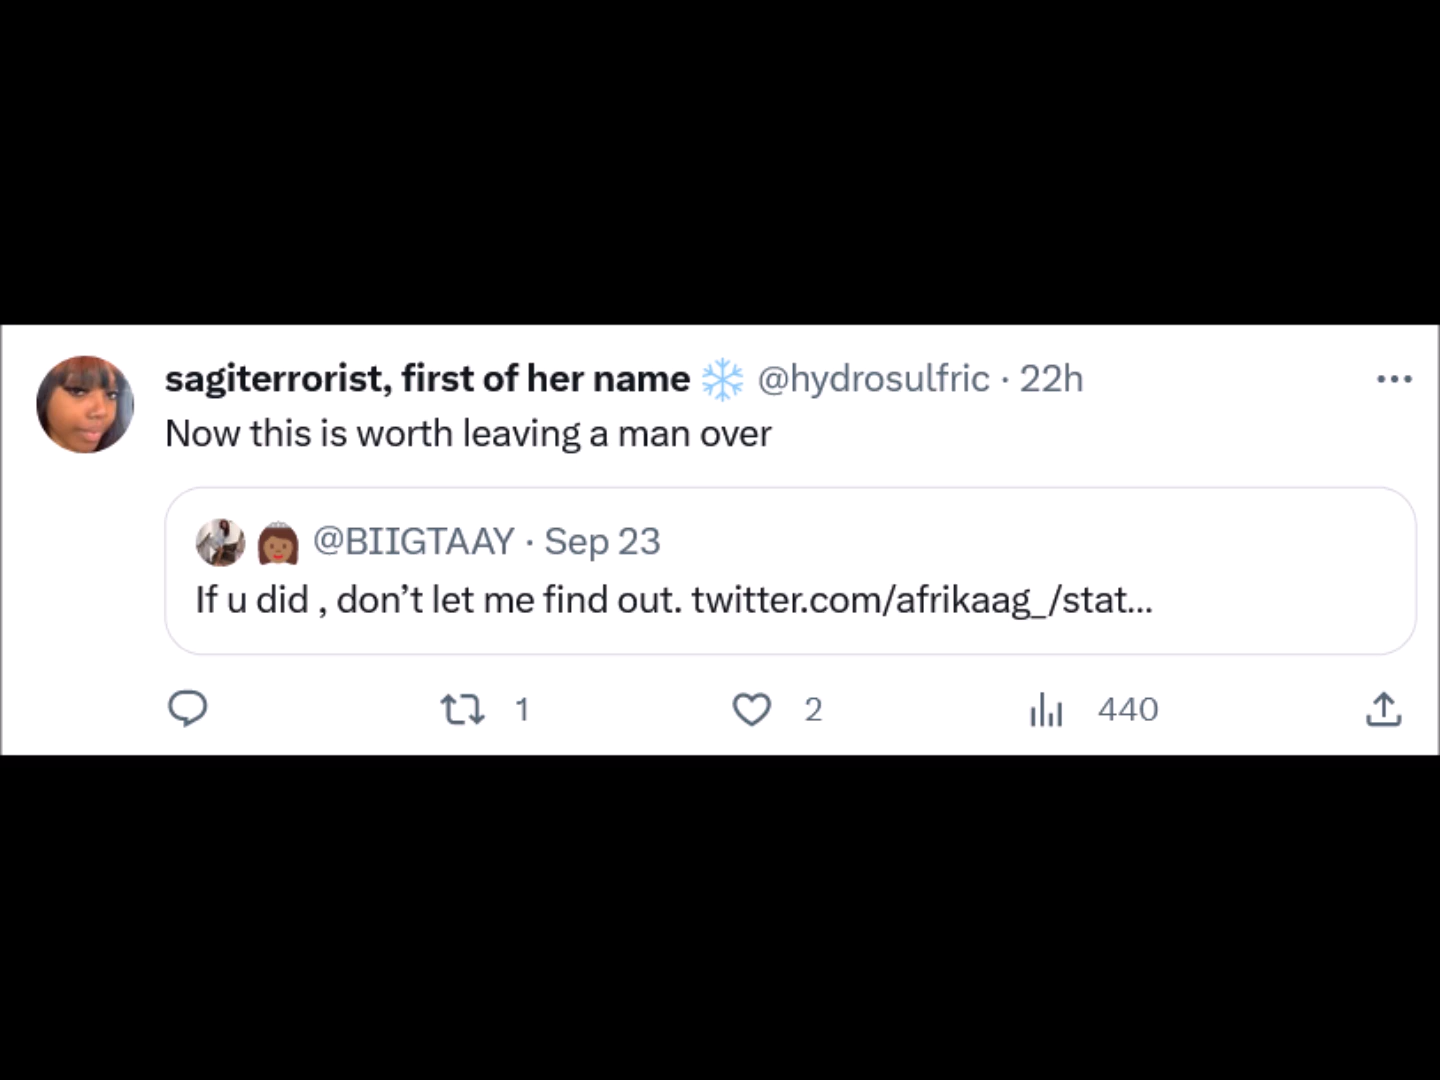 sagiterrorist, first of her name ❄️ @hydrosulfric · 22h
Now this is worth leaving a man over
👸🏽 @BIIGTAAY · Sep 23
If u did , don’t let me find out. twitter.com/afrikaag_/stat...
1 2 440